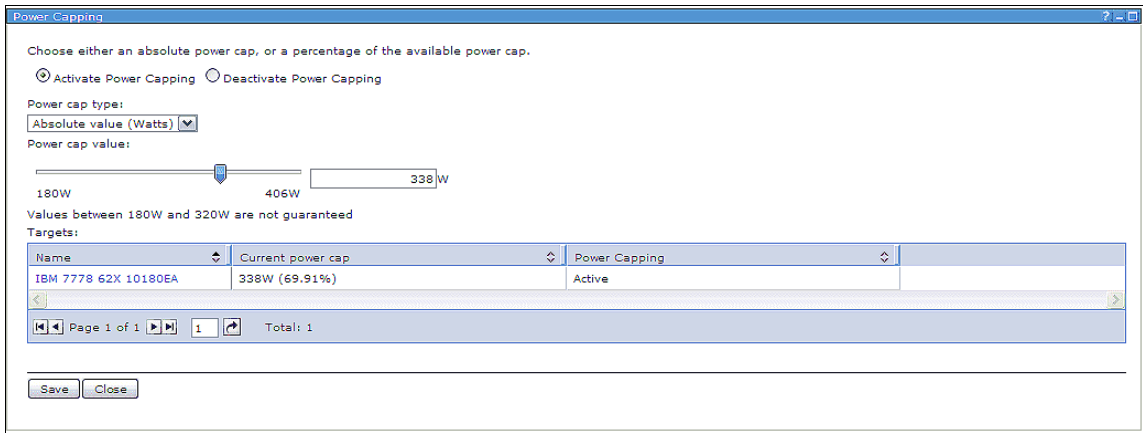 Power Capping ?
Choose either an absolute power cap, or a percentage of the available power cap.
Activate Power Capping Deactivate Power Capping
Power cap type:
Absolute value (Watts)
Power cap value:
338 W
180W 406W
Values between 180W and 320W are not guaranteed
Targets:
Name Current power cap Power Capping
IBM 7778 62X 10180EA 338W (69.91%) Active
Page 1 of 1 1 Total: 1
Save Close